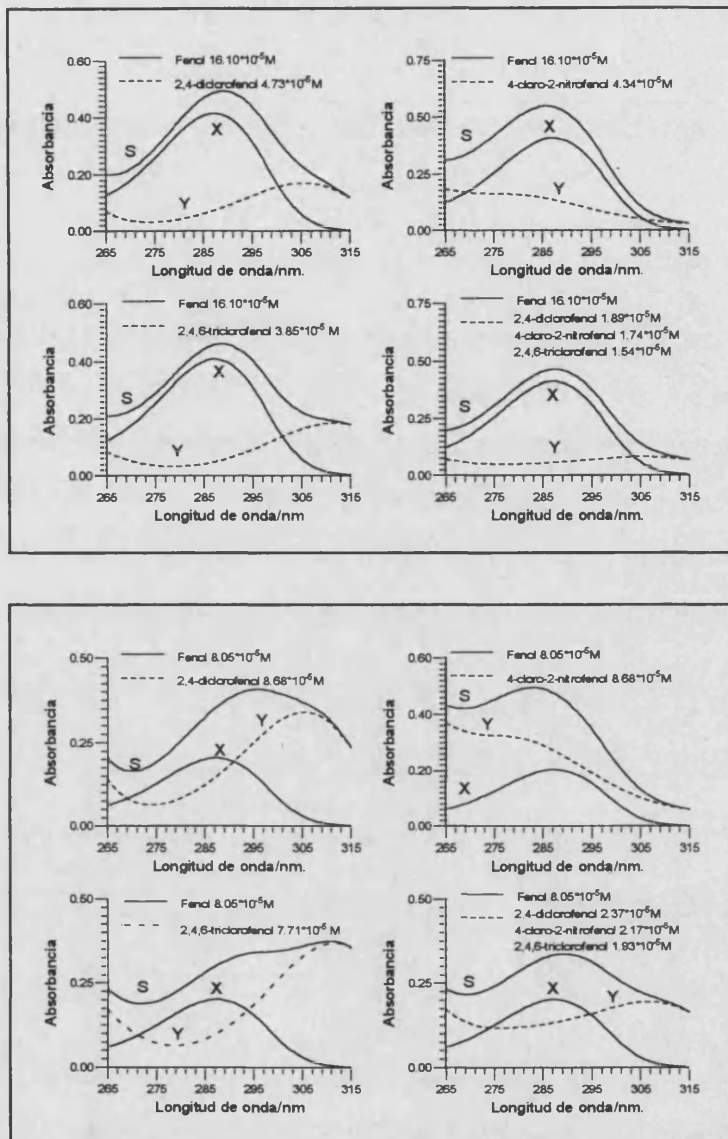 Fenol 16.10*10⁻⁵M
2,4-diclorofenol 4.73*10⁻⁵M
0.60
0.40
0.20
0.00
Absorbancia
S
X
Y
265 275 285 295 305 315
Longitud de onda/nm.
Fenol 16.10*10⁻⁵M
4-cloro-2-nitrofenol 4.34*10⁻⁵M
0.75
0.50
0.25
0.00
Absorbancia
S
X
Y
265 275 285 295 305 315
Longitud de onda/nm.
Fenol 16.10*10⁻⁵M
2,4,6-triclorofenol 3.85*10⁻⁵ M
0.60
0.40
0.20
0.00
Absorbancia
S
X
Y
265 275 285 295 305 315
Longitud de onda/nm
Fenol 16.10*10⁻⁵M
2,4-diclorofenol 1.89*10⁻⁵M
4-cloro-2-nitrofenol 1.74*10⁻⁵M
2,4,6-triclorofenol 1.54*10⁻⁵M
0.75
0.50
0.25
0.00
Absorbancia
S
X
Y
265 275 285 295 305 315
Longitud de onda/nm.
Fenol 8.05*10⁻⁵M
2,4-diclorofenol 8.68*10⁻⁵M
0.50
0.25
0.00
Absorbancia
S
X
Y
265 275 285 295 305 315
Longitud de onda/nm.
Fenol 8.05*10⁻⁵M
4-cloro-2-nitrofenol 8.68*10⁻⁵M
0.60
0.40
0.20
0.00
Absorbancia
S
Y
X
265 275 285 295 305 315
Longitud de onda/nm.
Fenol 8.05*10⁻⁵M
2,4,6-triclorofenol 7.71*10⁻⁵ M
0.50
0.25
0.00
Absorbancia
S
X
Y
265 275 285 295 305 315
Longitud de onda/nm
Fenol 8.05*10⁻⁵M
2,4-diclorofenol 2.37*10⁻⁵M
4-cloro-2-nitrofenol 2.17*10⁻⁵M
2,4,6-triclorofenol 1.93*10⁻⁵M
0.50
0.25
0.00
Absorbancia
S
X
Y
265 275 285 295 305 315
Longitud de onda/nm.